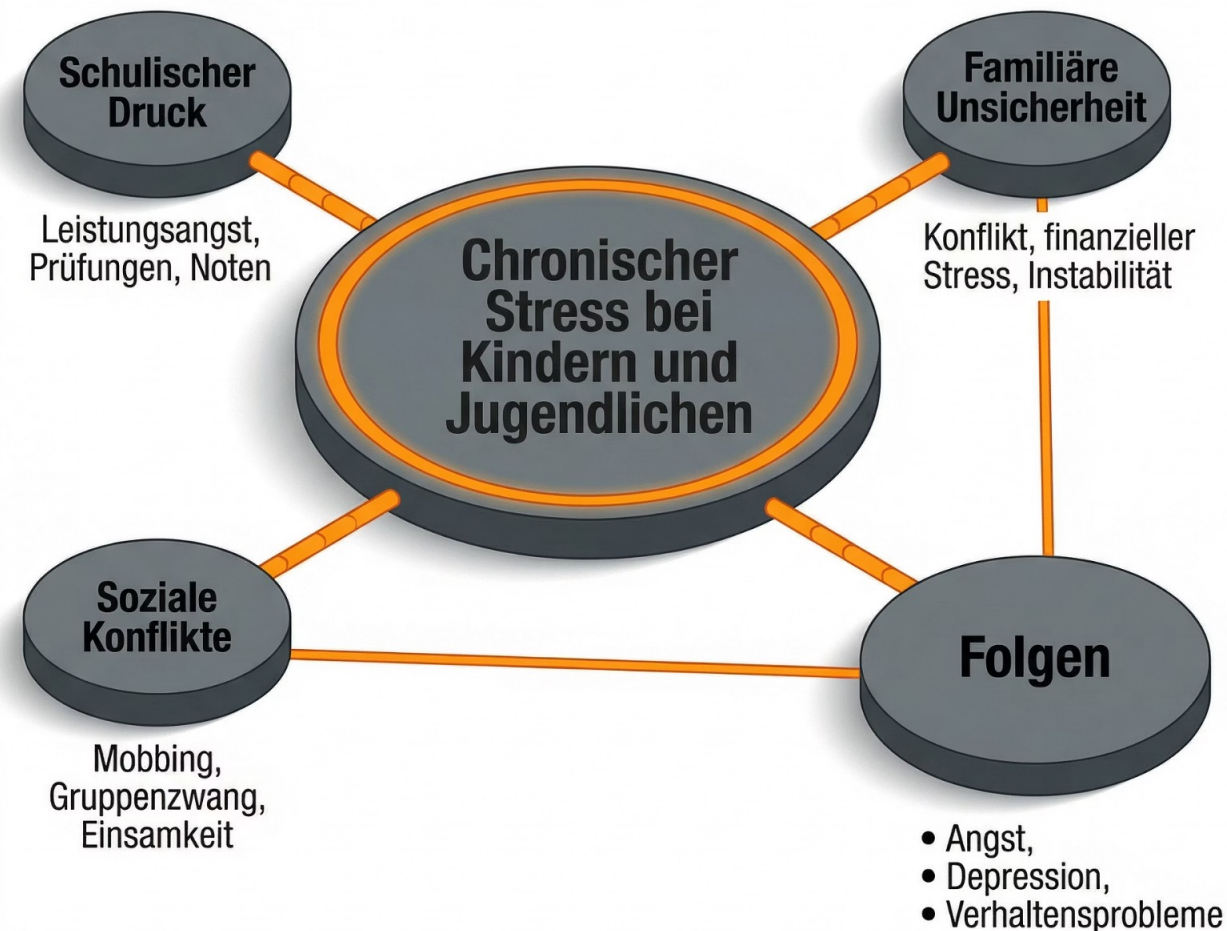 Schulischer
Druck
Leistungsangst,
Prüfungen, Noten
Familiäre
Unsicherheit
Konflikt, finanzieller
Stress, Instabilität
Chronischer
Stress bei
Kindern und
Jugendlichen
Soziale
Konflikte
Mobbing,
Gruppenzwang,
Einsamkeit
Folgen
• Angst,
• Depression,
• Verhaltensprobleme